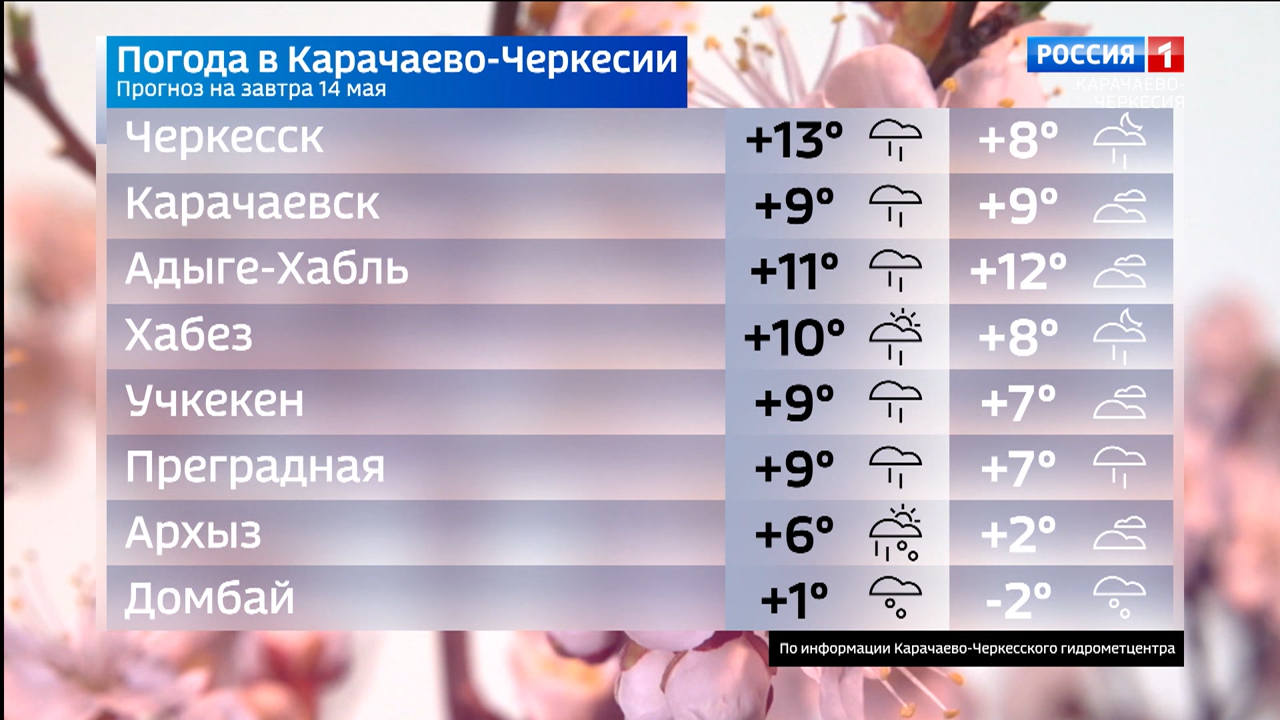 Погода в Карачаево-Черкесии
Прогноз на завтра 14 мая
РОССИЯ 1
КАРАЧАЕВО-
ЧЕРКЕСИЯ
Черкесск +13° +8°
Карачаевск +9° +9°
Адыге-Хабль +11° +12°
Хабез +10° +8°
Учкекен +9° +7°
Преградная +9° +7°
Архыз +6° +2°
Домбай +1° -2°
По информации Карачаево-Черкесского гидрометцентра